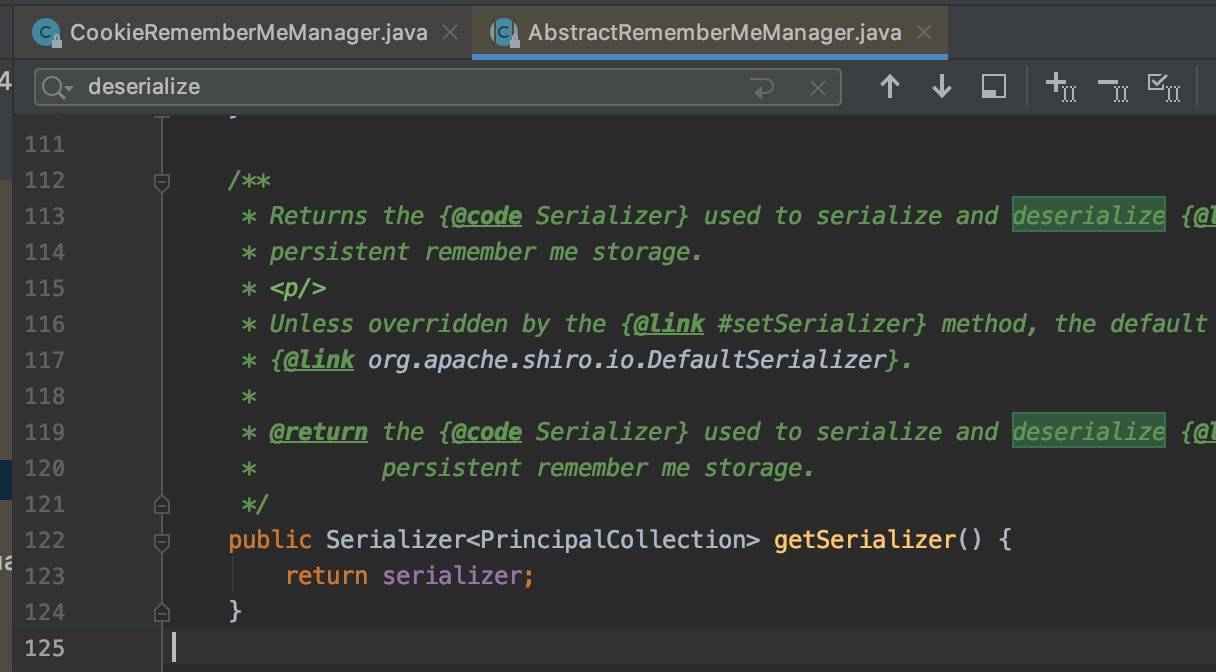 CookieRememberMeManager.java AbstractRememberMeManager.java
4
deserialize
111
112 /**
113 * Returns the {@code Serializer} used to serialize and deserialize {@l
114 * persistent remember me storage.
115 * <p/>
116 * Unless overridden by the {@link #setSerializer} method, the default
117 * {@link org.apache.shiro.io.DefaultSerializer}.
118 *
119 * @return the {@code Serializer} used to serialize and deserialize {@l
120 * persistent remember me storage.
121 */
122 public Serializer<PrincipalCollection> getSerializer() {
123 return serializer;
124 }
125